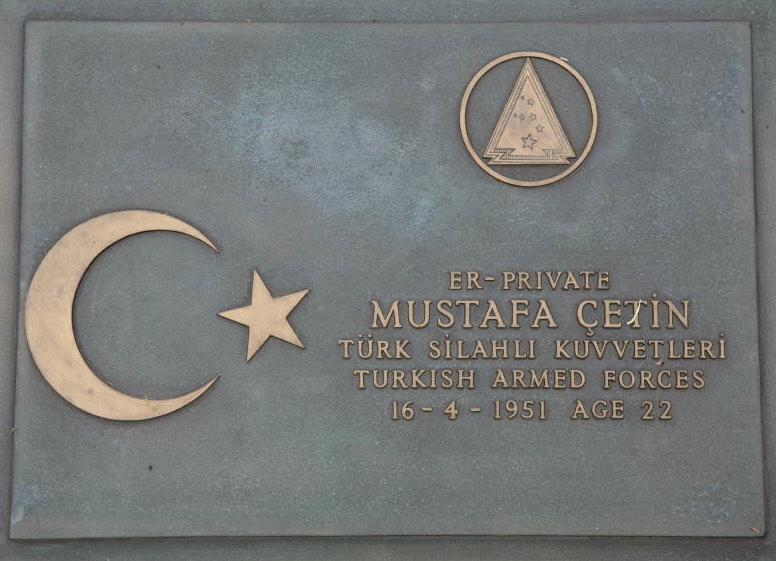 ER-PRIVATE
MUSTAFA ÇETİN
TÜRK SİLAHLI KUVVETLERİ
TURKISH ARMED FORCES
16-4-1951 AGE 22